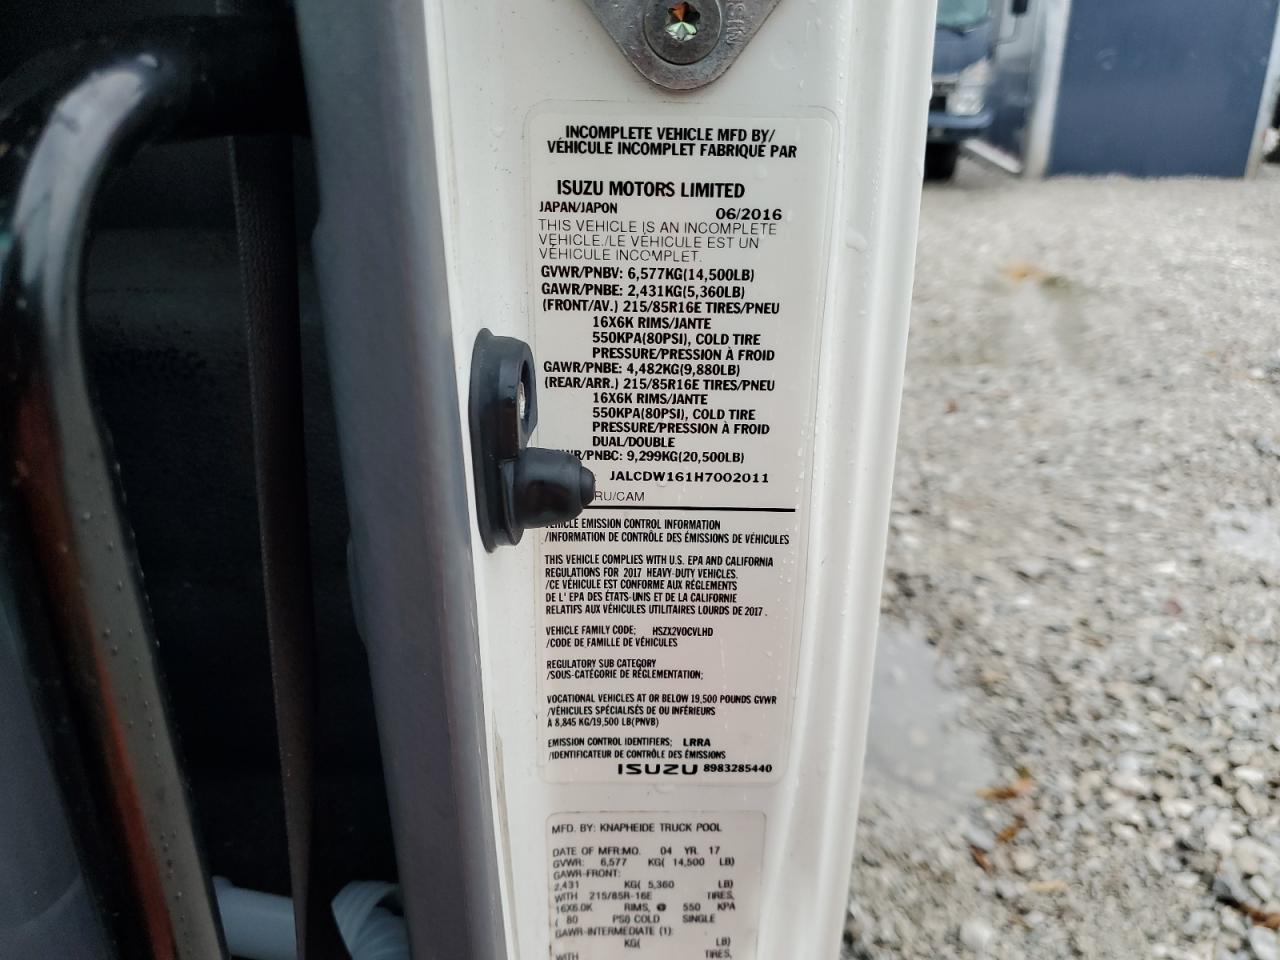 INCOMPLETE VEHICLE MFD BY/
VÉHICULE INCOMPLET FABRIQUÉ PAR
ISUZU MOTORS LIMITED
JAPAN/JAPON 06/2016
THIS VEHICLE IS AN INCOMPLETE
VEHICLE./LE VÉHICULE EST UN
VÉHICULE INCOMPLET.
GVWR/PNBV: 6,577KG(14,500LB)
GAWR/PNBE: 2,431KG(5,360LB)
(FRONT/AV.) 215/85R16E TIRES/PNEU
16X6K RIMS/JANTE
550KPA(80PSI), COLD TIRE
PRESSURE/PRESSION À FROID
GAWR/PNBE: 4,482KG(9,880LB)
(REAR/ARR.) 215/85R16E TIRES/PNEU
16X6K RIMS/JANTE
550KPA(80PSI), COLD TIRE
PRESSURE/PRESSION À FROID
DUAL/DOUBLE
WR/PNBC: 9,299KG(20,500LB)
JALCDW161H7002011
RU/CAM
VEHICLE EMISSION CONTROL INFORMATION
/INFORMATION DE CONTRÔLE DES ÉMISSIONS DE VÉHICULES
THIS VEHICLE COMPLIES WITH U.S. EPA AND CALIFORNIA
REGULATIONS FOR 2017 HEAVY-DUTY VEHICLES.
/CE VÉHICULE EST CONFORME AUX RÉGLEMENTS
DE L' EPA DES ÉTATS-UNIS ET DE LA CALIFORNIE
RELATIFS AUX VÉHICULES UTILITAIRES LOURDS DE 2017.
VEHICLE FAMILY CODE; HSZX2VOCVLHD
/CODE DE FAMILLE DE VÉHICULES
REGULATORY SUB CATEGORY
/SOUS-CATÉGORIE DE RÉGLEMENTATION;
VOCATIONAL VEHICLES AT OR BELOW 19,500 POUNDS GVWR
/VÉHICULES SPÉCIALISÉS DE OU INFÉRIEURS
À 8,845 KG/19,500 LB(PNVB)
EMISSION CONTROL IDENTIFIERS; LRRA
/IDENTIFICATEUR DE CONTRÔLE DES ÉMISSIONS
ISUZU 8983285440
MFD. BY: KNAPHEIDE TRUCK POOL
DATE OF MFR:MO. 04 YR. 17
GVWR: 6,577 KG( 14,500 LB)
GAWR-FRONT:
2,431 KG( 5,360 LB)
WITH 215/85R-16E TIRES,
16X6.0K RIMS, @ 550 KPA
( 80 PSI) COLD SINGLE
GAWR-INTERMEDIATE (1):
KG( LB)
WITH TIRES,